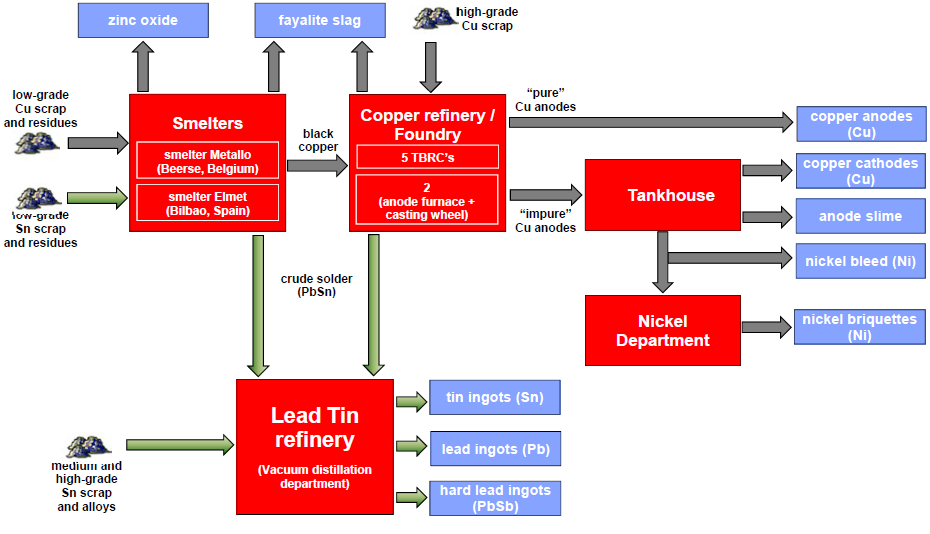 zinc oxide
fayalite slag
high-grade
Cu scrap
low-grade
Cu scrap
and residues
Smelters
smelter Metallo
(Beerse, Belgium)
smelter Elmet
(Bilbao, Spain)
low-grade
Sn scrap
and residues
black
copper
Copper refinery /
Foundry
5 TBRC's
2
(anode furnace +
casting wheel)
“pure”
Cu anodes
“impure”
Cu anodes
copper anodes
(Cu)
Tankhouse
copper cathodes
(Cu)
anode slime
nickel bleed (Ni)
Nickel
Department
nickel briquettes
(Ni)
crude solder
(PbSn)
Lead Tin
refinery
(Vacuum distillation
department)
medium and
high-grade
Sn scrap
and alloys
tin ingots (Sn)
lead ingots (Pb)
hard lead ingots
(PbSb)